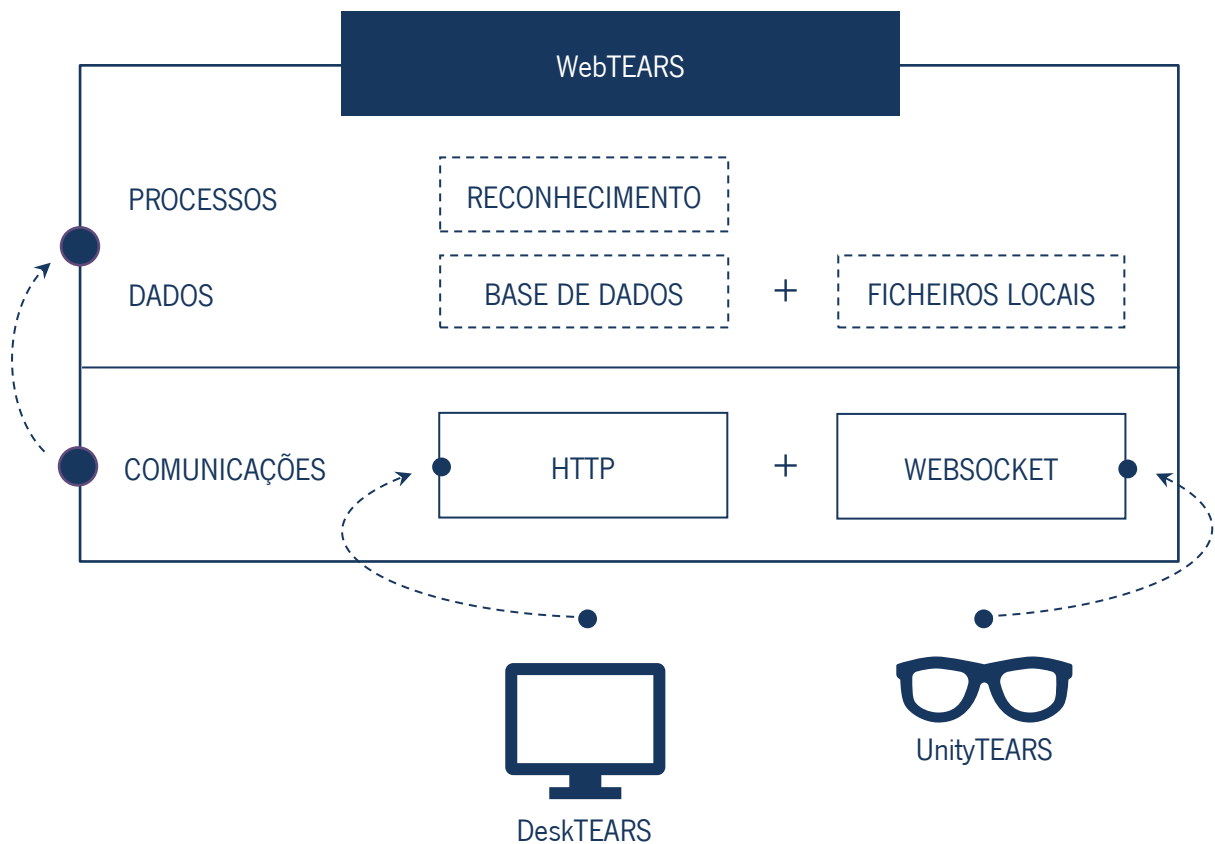 WebTEARS
PROCESSOS
RECONHECIMENTO
DADOS
BASE DE DADOS + FICHEIROS LOCAIS
COMUNICAÇÕES
HTTP + WEBSOCKET
UnityTEARS
DeskTEARS